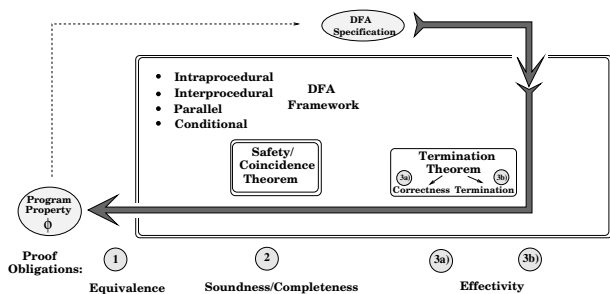 DFA
Specification
• Intraprocedural
• Interprocedural
• Parallel
• Conditional
DFA
Framework
Safety/
Coincidence
Theorem
Termination
Theorem
3a) 3b)
Correctness Termination
Program
Property
ϕ
Proof
Obligations:
1 2 3a) 3b)
Equivalence Soundness/Completeness Effectivity